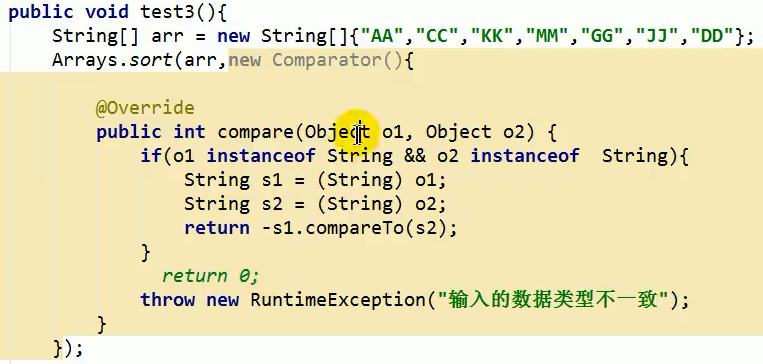 public void test3(){
String[] arr = new String[]{"AA","CC","KK","MM","GG","JJ","DD"};
Arrays.sort(arr,new Comparator(){
@Override
public int compare(Object o1, Object o2) {
if(o1 instanceof String && o2 instanceof  String){
String s1 = (String) o1;
String s2 = (String) o2;
return -s1.compareTo(s2);
}
return 0;
throw new RuntimeException("输入的数据类型不一致");
}
});